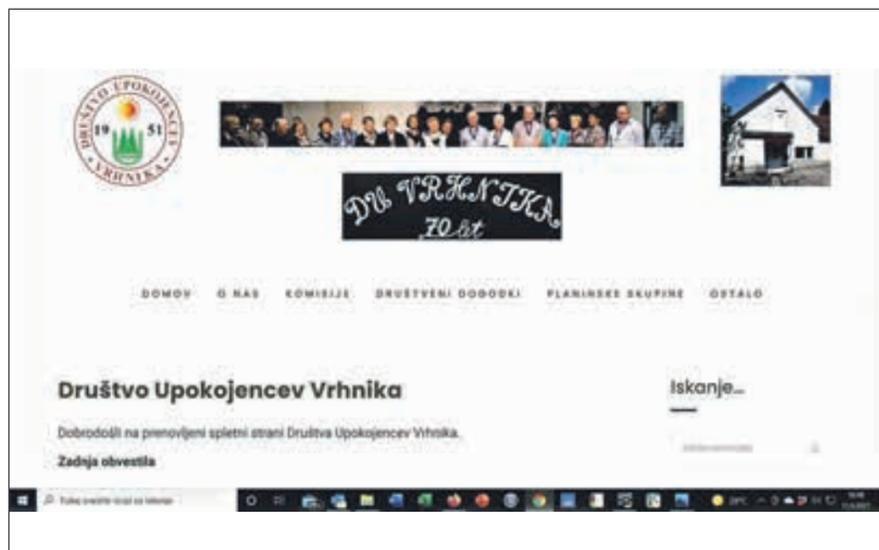 DRUŠTVO UPOKOJENCEV
19 51
VRHNIKA
DU VRHNIKA
70 let
DOMOV O NAS KOMISIJE DRUŠTVENI DOGODKI PLANINSKE SKUPINE OSTALO
Društvo Upokojencev Vrhnika
Iskanje...
Dobrodošli na prenovljeni spletni strani Društva Upokojencev Vrhnika.
Zadnja obvestila